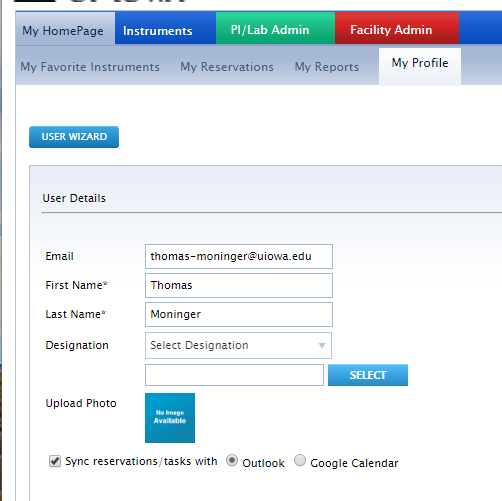 My HomePage Instruments PI/Lab Admin Facility Admin
My Favorite Instruments My Reservations My Reports My Profile
USER WIZARD
User Details
Email thomas-moninger@uiowa.edu
First Name* Thomas
Last Name* Moninger
Designation Select Designation
SELECT
Upload Photo No Image
Available
Sync reservations/tasks with Outlook Google Calendar